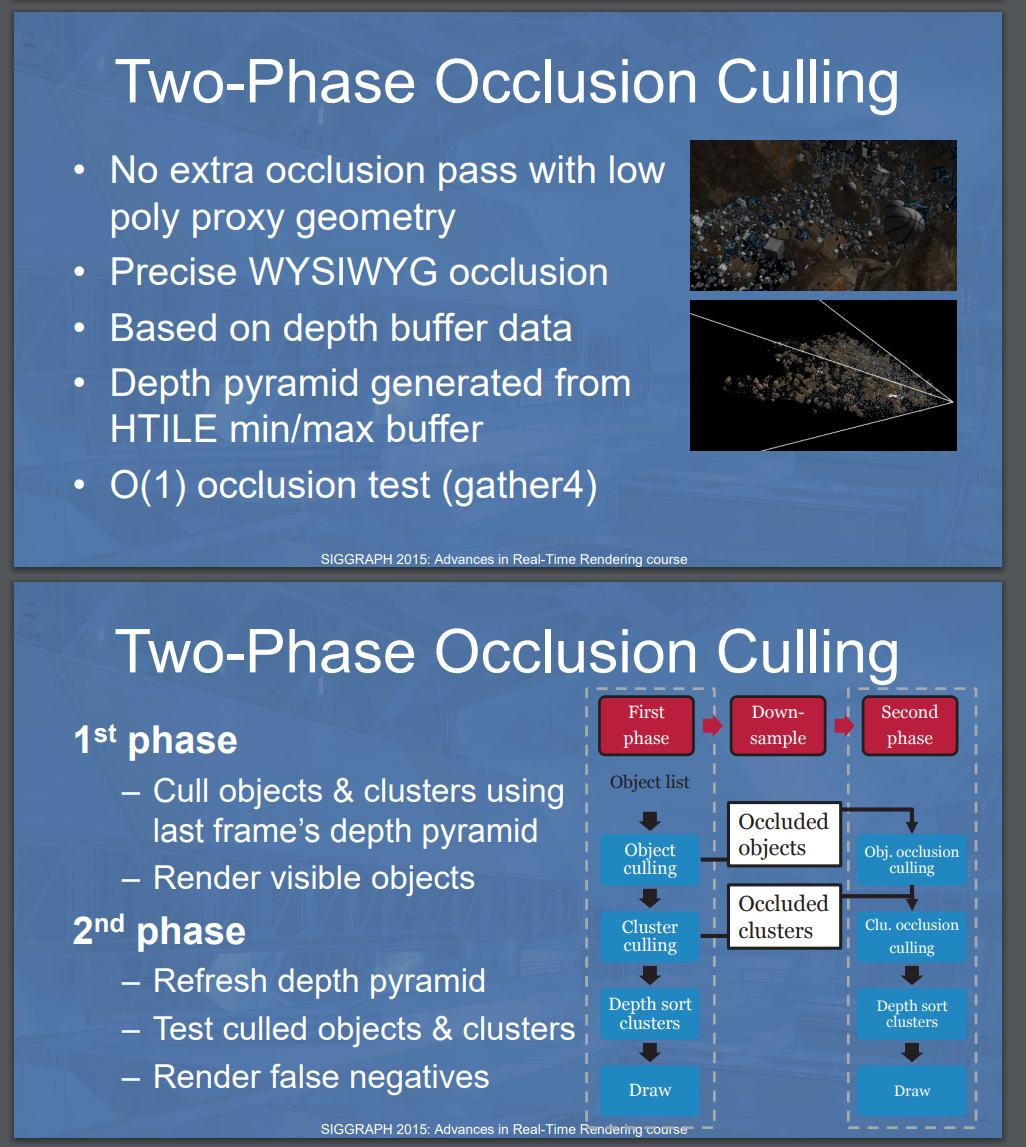 Two-Phase Occlusion Culling
• No extra occlusion pass with low
poly proxy geometry
• Precise WYSIWYG occlusion
• Based on depth buffer data
• Depth pyramid generated from
HTILE min/max buffer
• O(1) occlusion test (gather4)
SIGGRAPH 2015: Advances in Real-Time Rendering course
Two-Phase Occlusion Culling
1st phase
– Cull objects & clusters using
last frame's depth pyramid
– Render visible objects
2nd phase
– Refresh depth pyramid
– Test culled objects & clusters
– Render false negatives
First
phase
Down-
sample
Second
phase
Object list
Object
culling
Occluded
objects
Obj. occlusion
culling
Cluster
culling
Occluded
clusters
Clu. occlusion
culling
Depth sort
clusters
Depth sort
clusters
Draw
Draw
SIGGRAPH 2015: Advances in Real-Time Rendering course